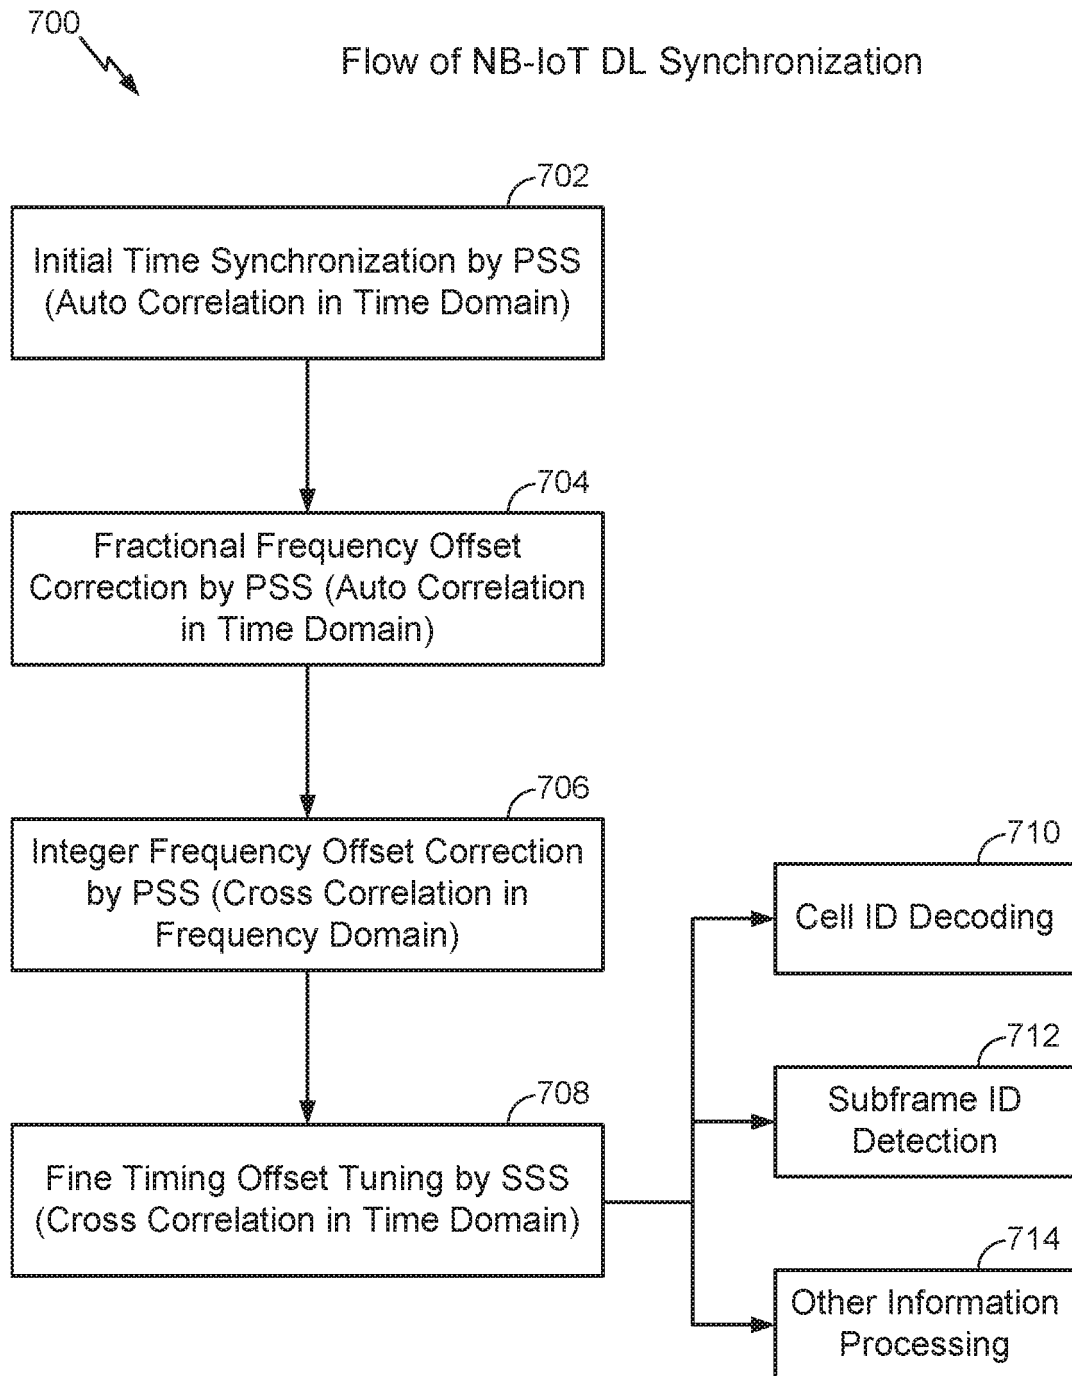 700
Flow of NB-IoT DL Synchronization
702
Initial Time Synchronization by PSS
(Auto Correlation in Time Domain)
704
Fractional Frequency Offset
Correction by PSS (Auto Correlation
in Time Domain)
706
Integer Frequency Offset Correction
by PSS (Cross Correlation in
Frequency Domain)
708
Fine Timing Offset Tuning by SSS
(Cross Correlation in Time Domain)
710
Cell ID Decoding
712
Subframe ID
Detection
714
Other Information
Processing